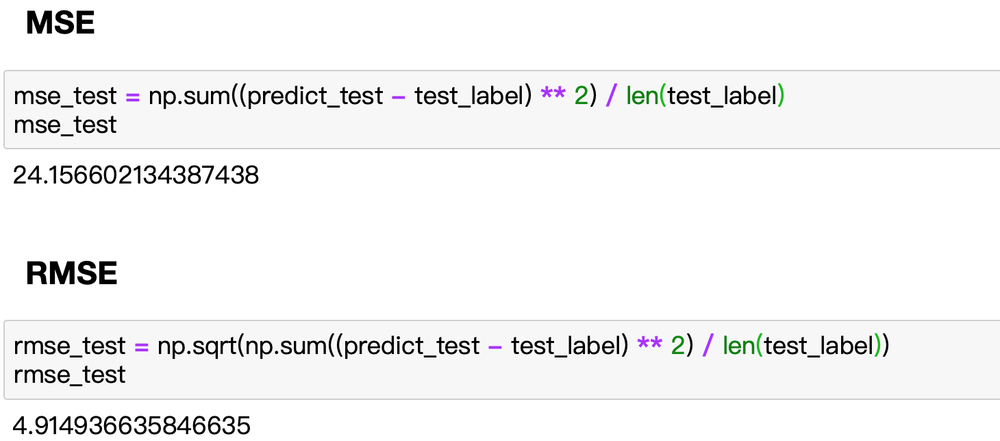 MSE
mse_test = np.sum((predict_test - test_label) ** 2) / len(test_label)
mse_test
24.156602134387438
RMSE
rmse_test = np.sqrt(np.sum((predict_test - test_label) ** 2) / len(test_label))
rmse_test
4.914936635846635